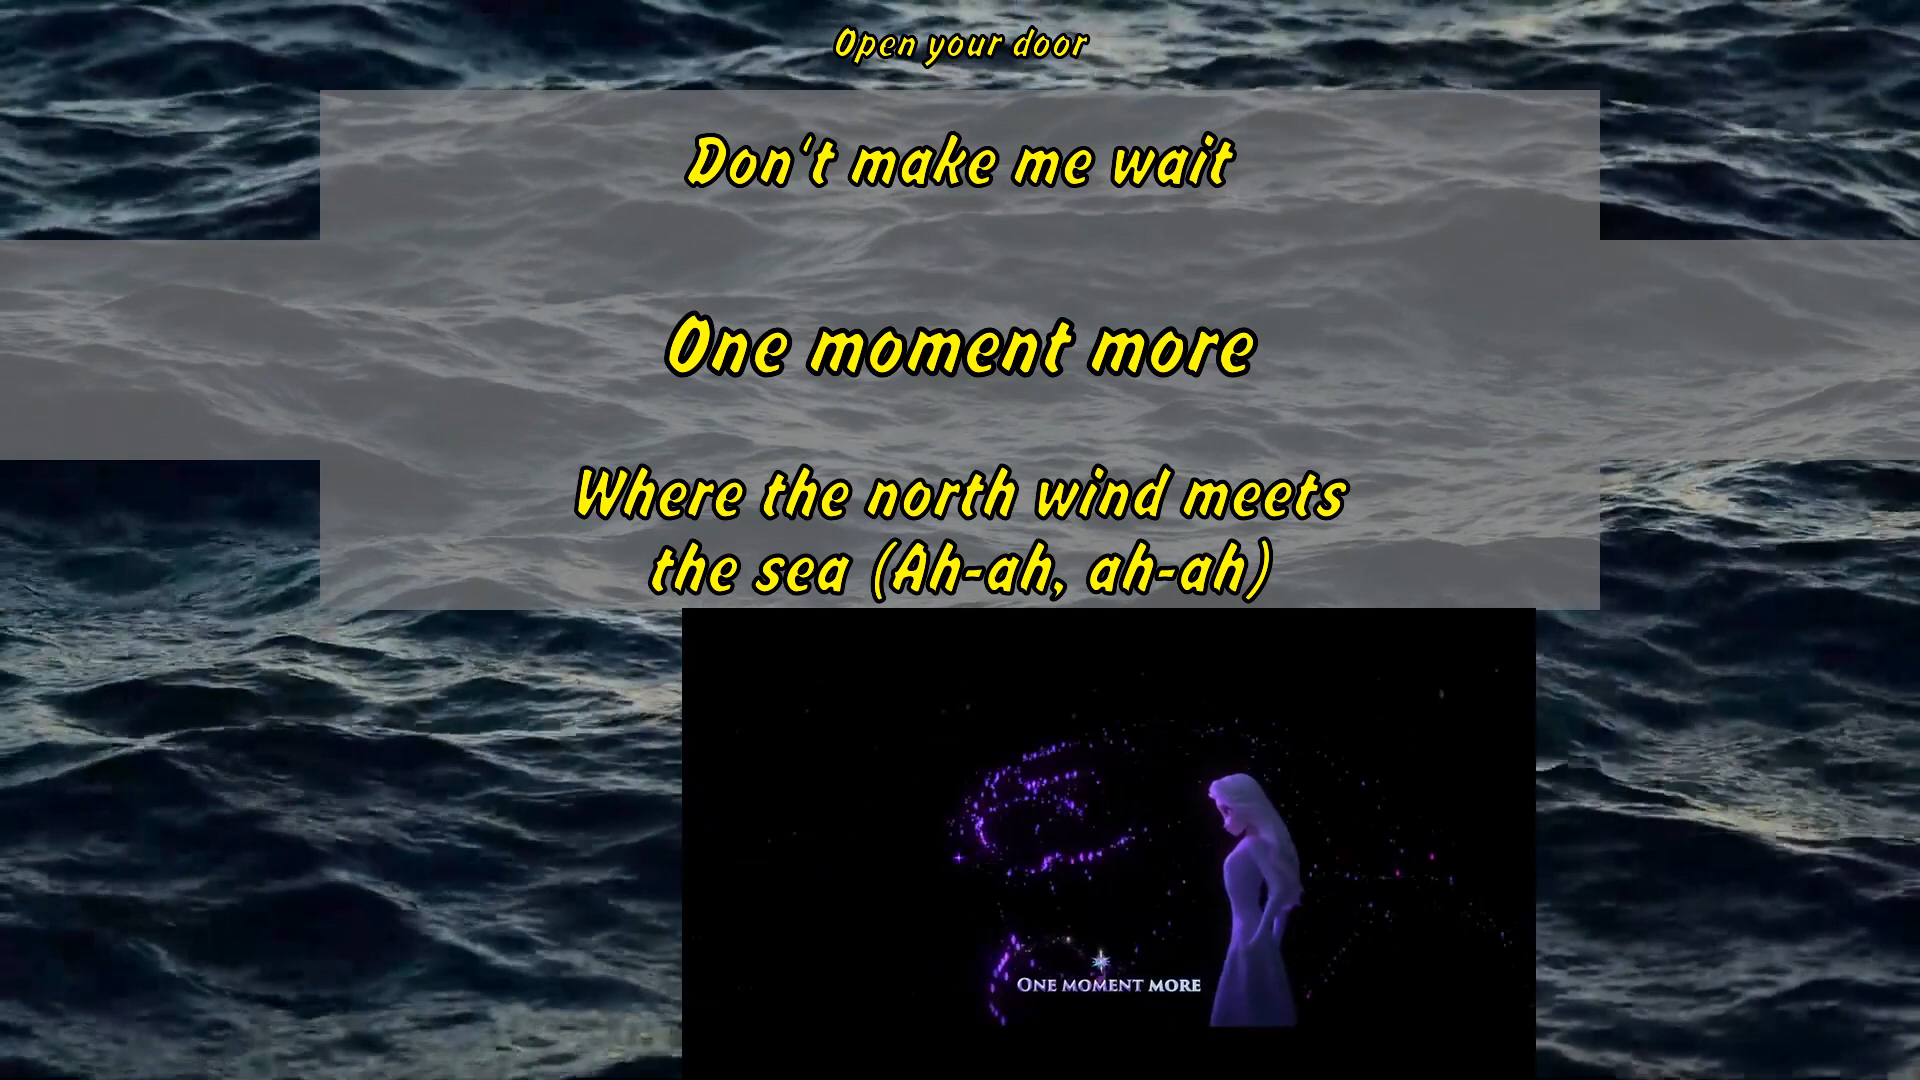 Open your door
Don't make me wait
One moment more
Where the north wind meets
the sea (Ah-ah, ah-ah)
ONE MOMENT MORE